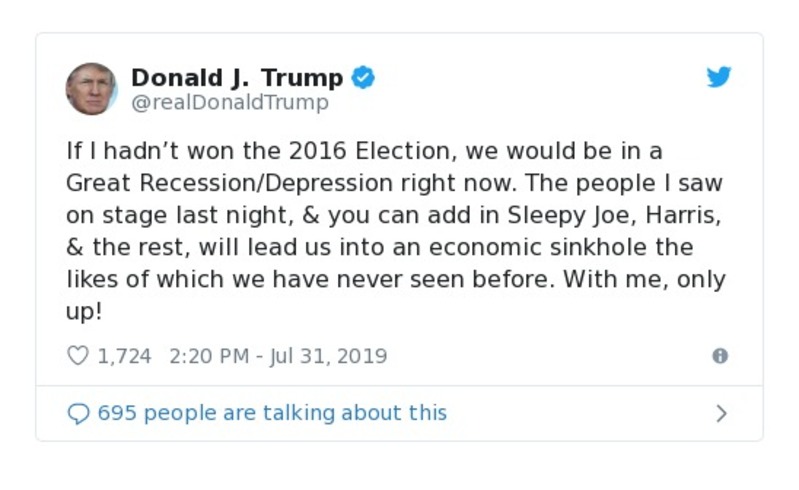 Donald J. Trump
@realDonaldTrump
If I hadn’t won the 2016 Election, we would be in a
Great Recession/Depression right now. The people I saw
on stage last night, & you can add in Sleepy Joe, Harris,
& the rest, will lead us into an economic sinkhole the
likes of which we have never seen before. With me, only
up!
1,724 2:20 PM - Jul 31, 2019
695 people are talking about this